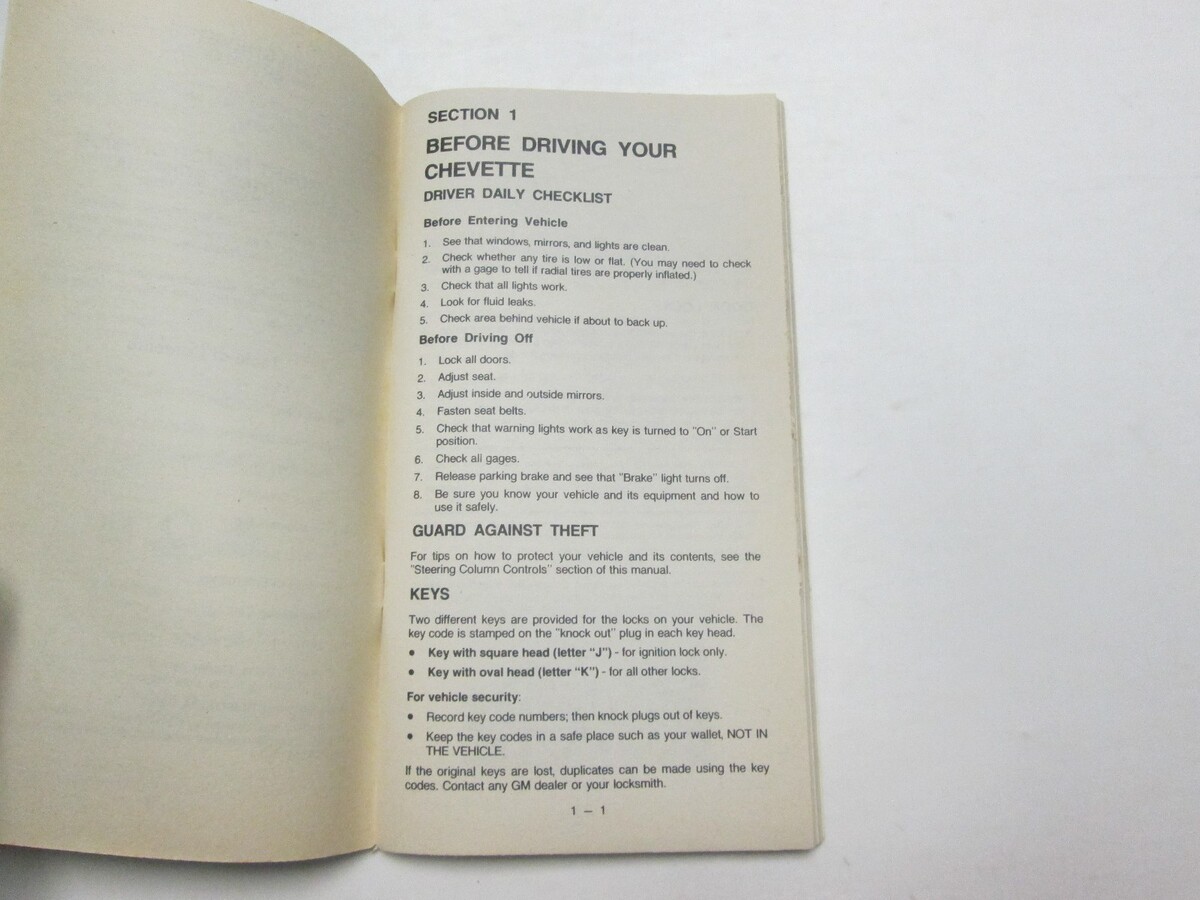 SECTION 1
BEFORE DRIVING YOUR
CHEVETTE
DRIVER DAILY CHECKLIST
Before Entering Vehicle
1. See that windows, mirrors, and lights are clean.
2. Check whether any tire is low or flat. (You may need to check
with a gage to tell if radial tires are properly inflated.)
3. Check that all lights work.
4. Look for fluid leaks.
5. Check area behind vehicle if about to back up.
Before Driving Off
1. Lock all doors.
2. Adjust seat.
3. Adjust inside and outside mirrors.
4. Fasten seat belts.
5. Check that warning lights work as key is turned to "On" or Start
position.
6. Check all gages.
7. Release parking brake and see that "Brake" light turns off.
8. Be sure you know your vehicle and its equipment and how to
use it safely.
GUARD AGAINST THEFT
For tips on how to protect your vehicle and its contents, see the
"Steering Column Controls" section of this manual.
KEYS
Two different keys are provided for the locks on your vehicle. The
key code is stamped on the "knock out" plug in each key head.
• Key with square head (letter "J") - for ignition lock only.
• Key with oval head (letter "K") - for all other locks.
For vehicle security:
• Record key code numbers; then knock plugs out of keys.
• Keep the key codes in a safe place such as your wallet, NOT IN
THE VEHICLE.
If the original keys are lost, duplicates can be made using the key
codes. Contact any GM dealer or your locksmith.
1 — 1